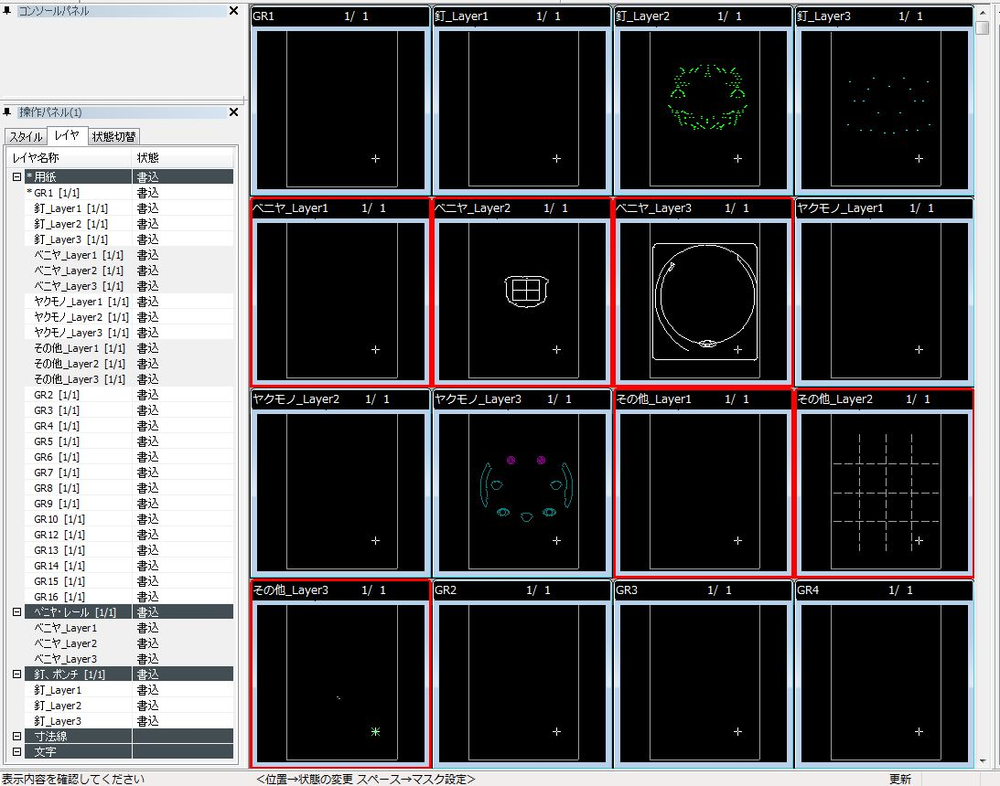 コンソールパネル
操作パネル(1)
スタイル レイヤ 状態切替
レイヤ名称 状態
*用紙 書込
*GR1 [1/1] 書込
釘_Layer1 [1/1] 書込
釘_Layer2 [1/1] 書込
釘_Layer3 [1/1] 書込
ベニヤ_Layer1 [1/1] 書込
ベニヤ_Layer2 [1/1] 書込
ベニヤ_Layer3 [1/1] 書込
ヤクモノ_Layer1 [1/1] 書込
ヤクモノ_Layer2 [1/1] 書込
ヤクモノ_Layer3 [1/1] 書込
その他_Layer1 [1/1] 書込
その他_Layer2 [1/1] 書込
その他_Layer3 [1/1] 書込
GR2 [1/1] 書込
GR3 [1/1] 書込
GR4 [1/1] 書込
GR5 [1/1] 書込
GR6 [1/1] 書込
GR7 [1/1] 書込
GR8 [1/1] 書込
GR9 [1/1] 書込
GR10 [1/1] 書込
GR12 [1/1] 書込
GR13 [1/1] 書込
GR14 [1/1] 書込
GR15 [1/1] 書込
GR16 [1/1] 書込
ベニヤ・レール [1/1] 書込
ベニヤ_Layer1 書込
ベニヤ_Layer2 書込
ベニヤ_Layer3 書込
釘、ポンチ [1/1] 書込
釘_Layer1 書込
釘_Layer2 書込
釘_Layer3 書込
寸法線
文字
GR1 1/ 1
釘_Layer1 1/ 1
釘_Layer2 1/ 1
釘_Layer3 1/ 1
ベニヤ_Layer1 1/ 1
ベニヤ_Layer2 1/ 1
ベニヤ_Layer3 1/ 1
ヤクモノ_Layer1 1/ 1
ヤクモノ_Layer2 1/ 1
ヤクモノ_Layer3 1/ 1
その他_Layer1 1/ 1
その他_Layer2 1/ 1
その他_Layer3 1/ 1
GR2 1/ 1
GR3 1/ 1
GR4 1/ 1
表示内容を確認してください
<位置→状態の変更 スペース→マスク設定>
更新